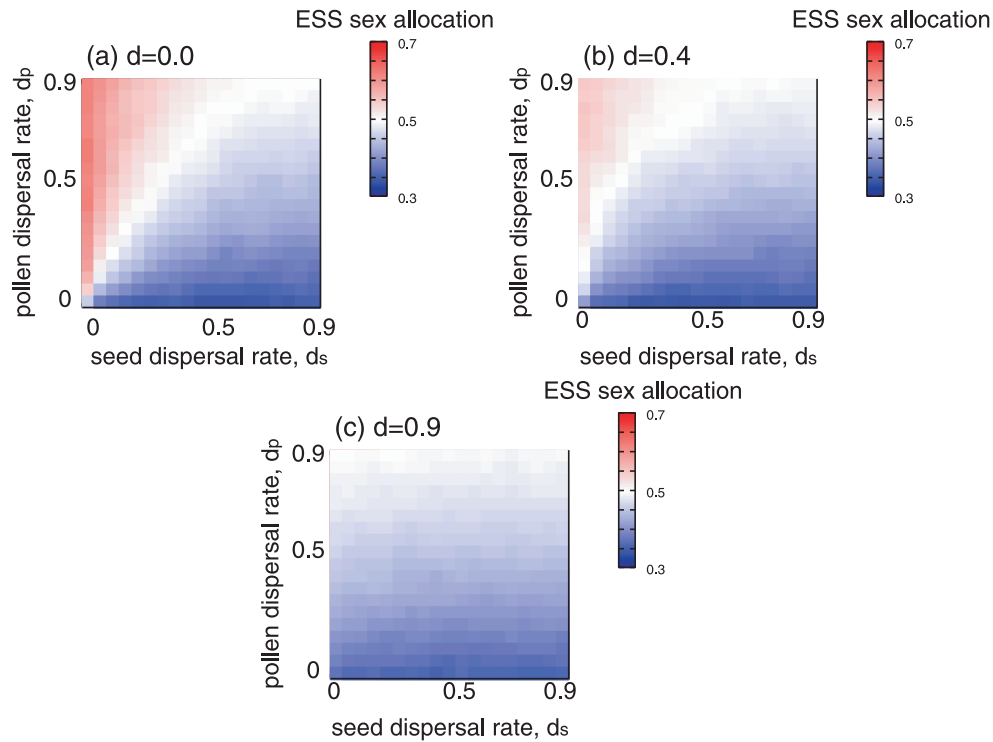 ESS sex allocation
(a) d=0.0
0.7
0.5
0.3
pollen dispersal rate, dp
0.9
0.5
0
0
0.5
0.9
seed dispersal rate, ds
ESS sex allocation
(b) d=0.4
0.7
0.5
0.3
pollen dispersal rate, dp
0.9
0.5
0
0
0.5
0.9
seed dispersal rate, ds
ESS sex allocation
(c) d=0.9
0.7
0.5
0.3
pollen dispersal rate, dp
0.9
0.5
0
0
0.5
0.9
seed dispersal rate, ds